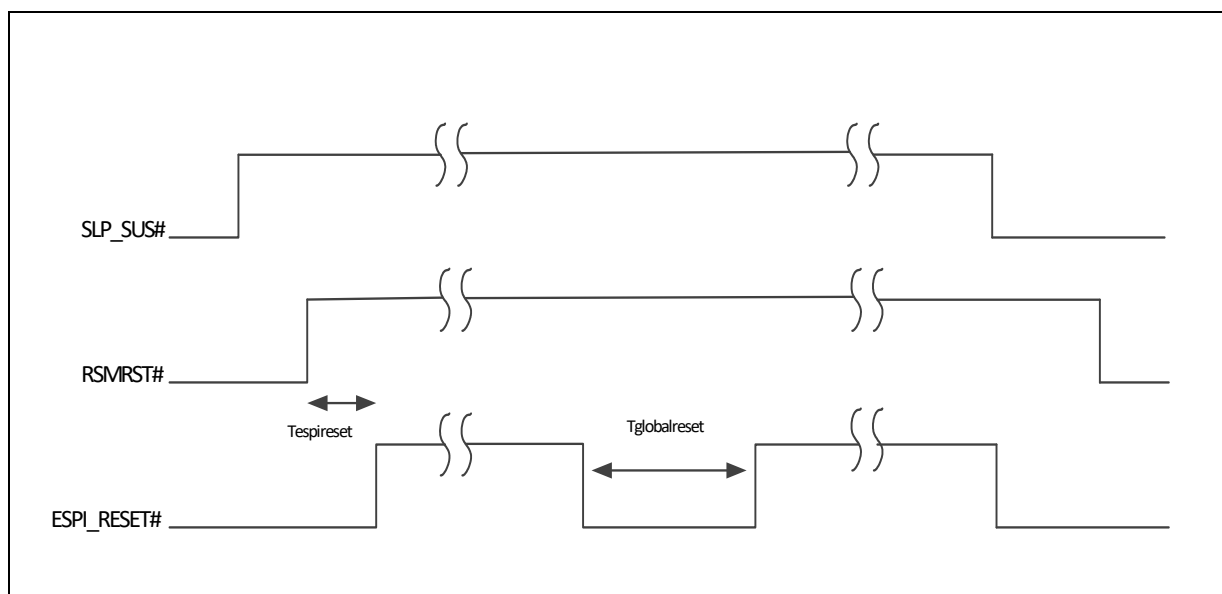 SLP_SUS#
RSMRST#
Tespireset
Tglobalreset
ESPI_RESET#